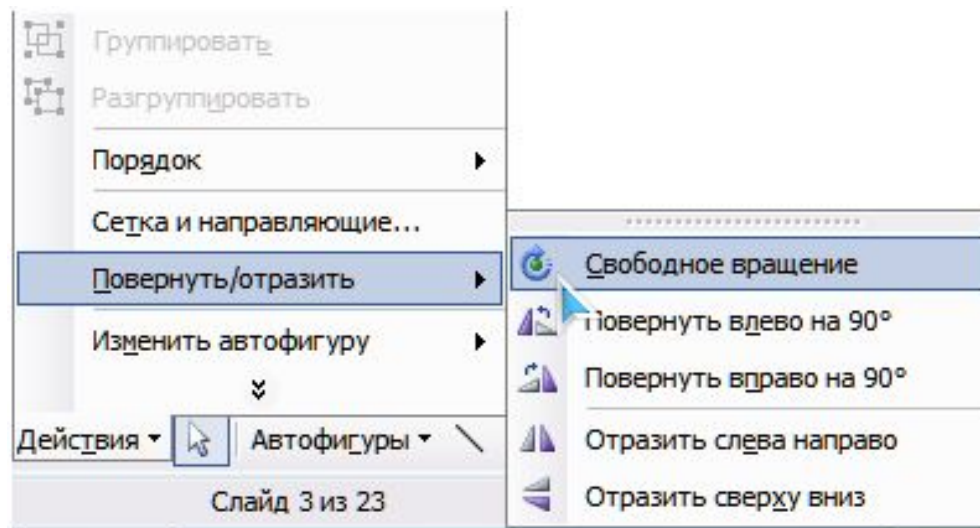 Группировать
Разгруппировать
Порядок
Сетка и направляющие...
Повернуть/отразить
Изменить автофигуру
Действия
Автофигуры
Слайд 3 из 23
Свободное вращение
Повернуть влево на 90°
Повернуть вправо на 90°
Отразить слева направо
Отразить сверху вниз